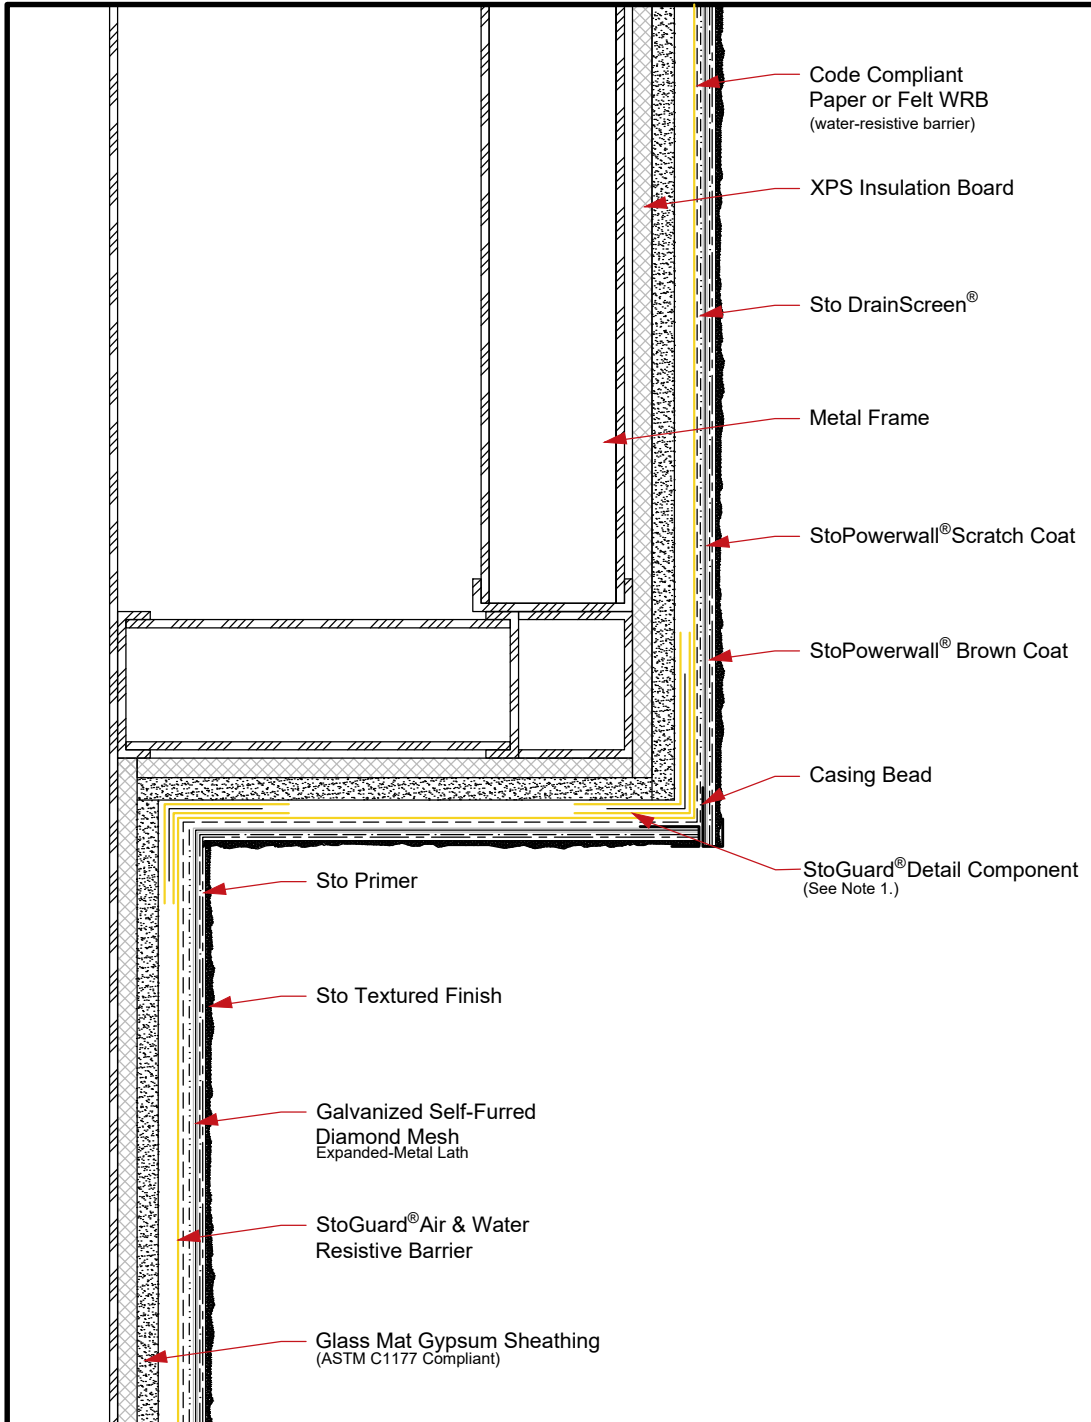 Code Compliant
Paper or Felt WRB
(water-resistive barrier)
XPS Insulation Board
Sto DrainScreen®
Metal Frame
StoPowerwall® Scratch Coat
StoPowerwall® Brown Coat
Casing Bead
StoGuard® Detail Component
(See Note 1.)
Sto Primer
Sto Textured Finish
Galvanized Self-Furred
Diamond Mesh
Expanded-Metal Lath
StoGuard® Air & Water
Resistive Barrier
Glass Mat Gypsum Sheathing
(ASTM C1177 Compliant)